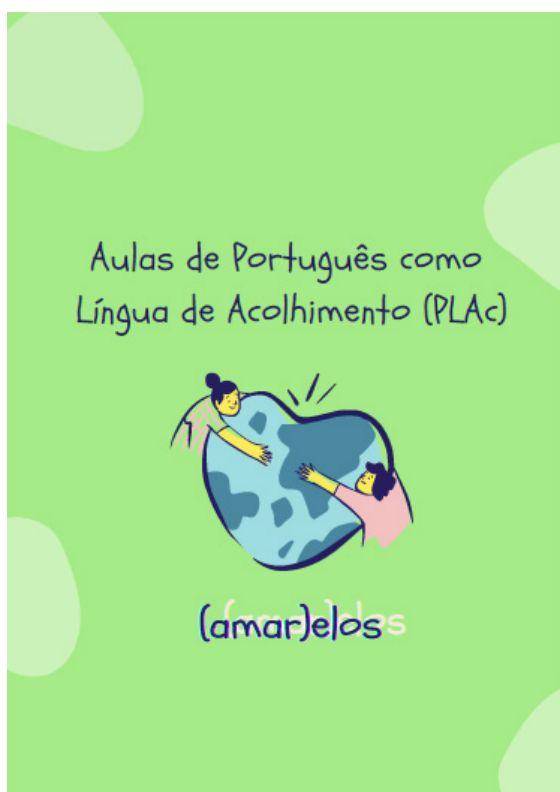 Aulas de Português como
Língua de Acolhimento (PLAc)
(amar)elos